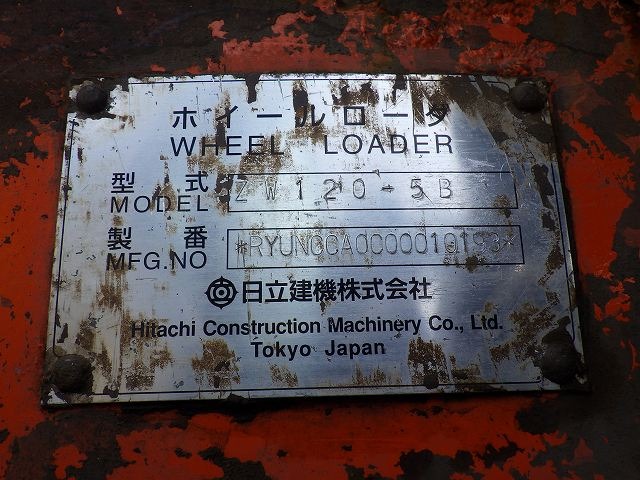 ホイールローダ
WHEEL LOADER
型式 ZW120-5B
MODEL
製番
MFG.NO
日立建機株式会社
Hitachi Construction Machinery Co., Ltd.
Tokyo Japan